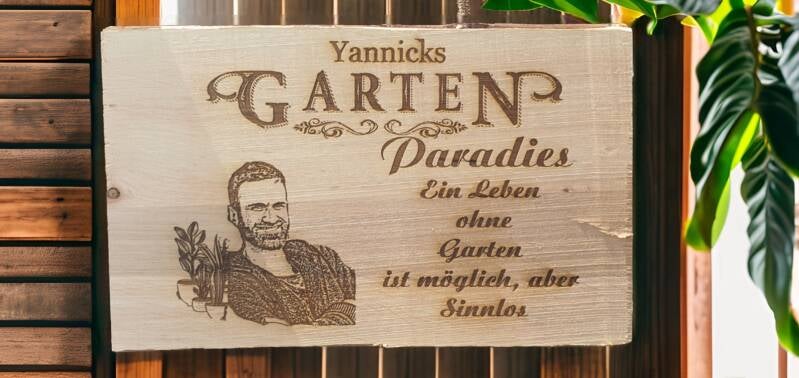 Yannicks
GARTEN
Paradies
Ein Leben
ohne
Garten
ist möglich, aber
Sinnlos